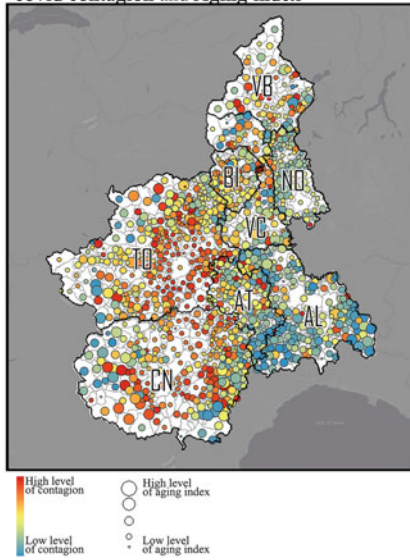 COVID contagion and Aging index
VB
BI
NO
VC
TO
AT
AL
CN
High level
of contagion
High level
of aging index
Low level
of contagion
Low level
of aging index